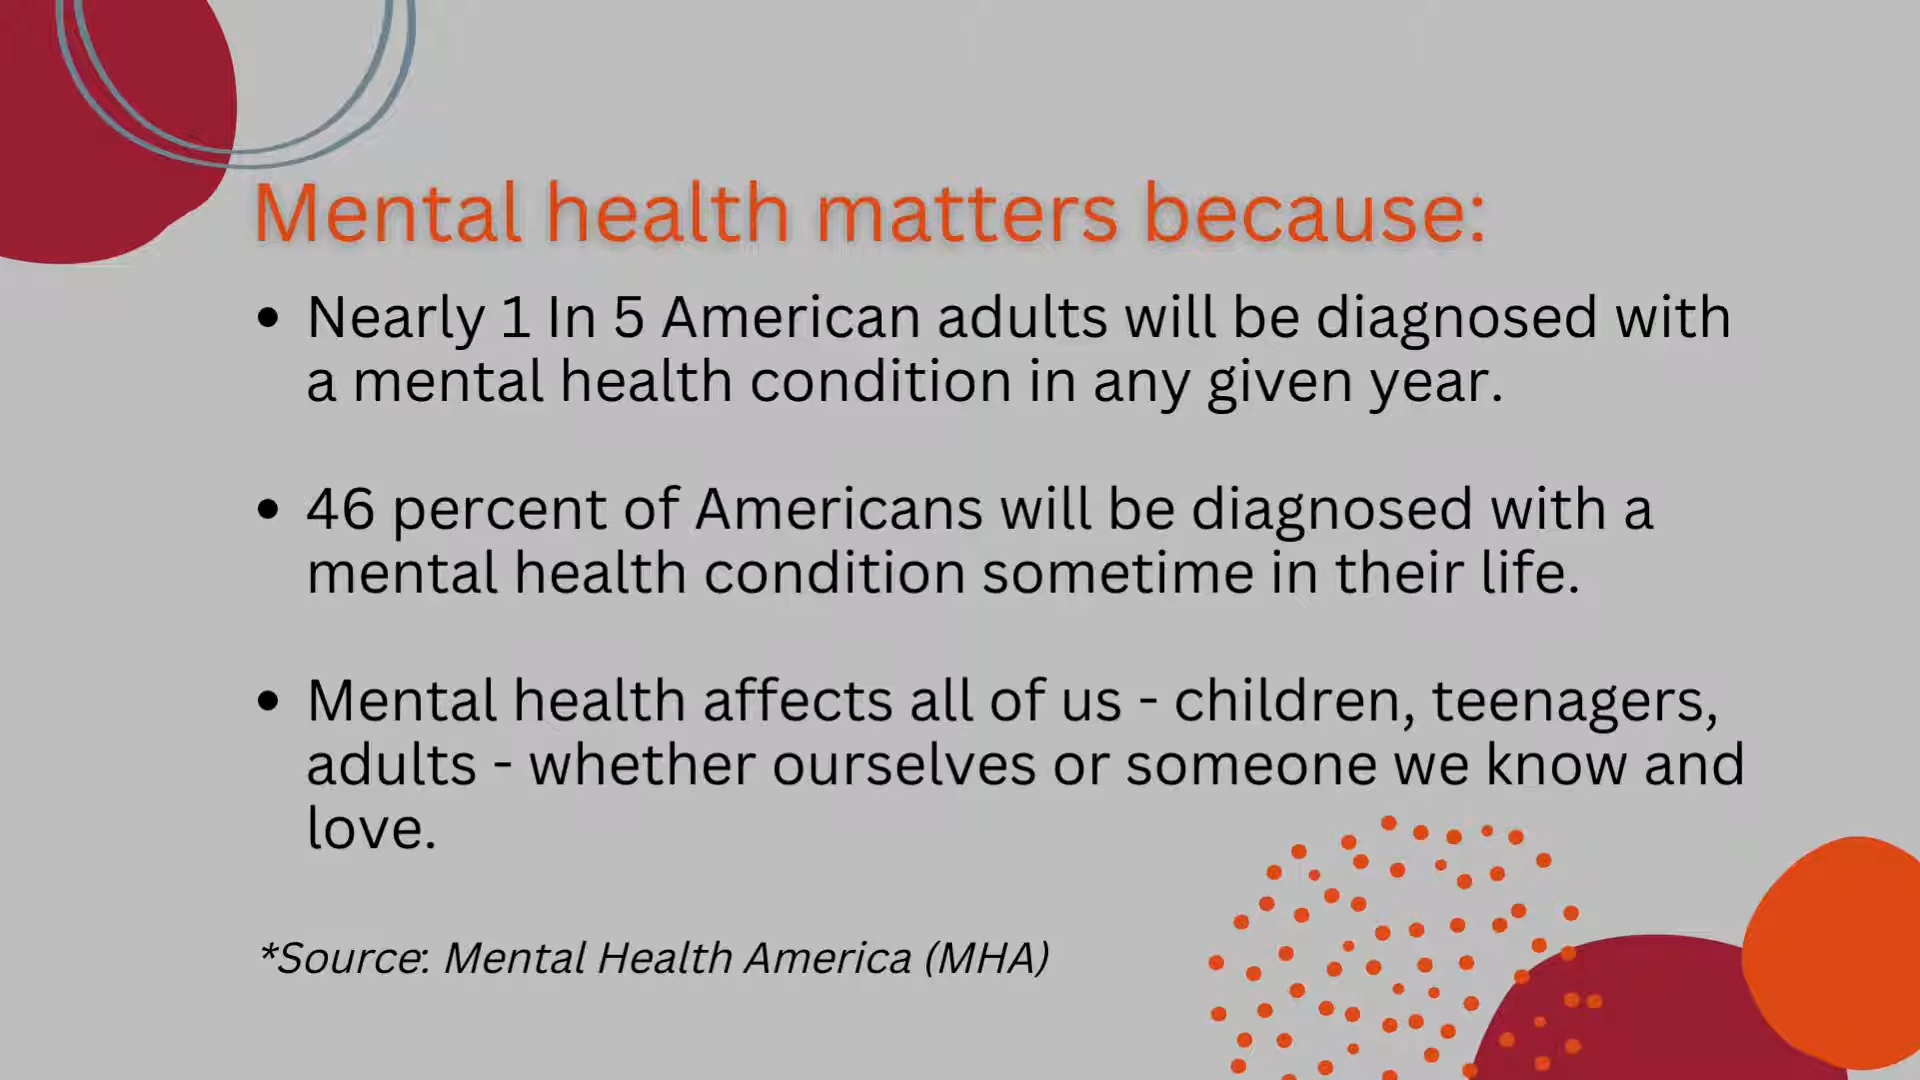 Mental health matters because:
• Nearly 1 In 5 American adults will be diagnosed with
a mental health condition in any given year.
• 46 percent of Americans will be diagnosed with a
mental health condition sometime in their life.
• Mental health affects all of us - children, teenagers,
adults - whether ourselves or someone we know and
love.
*Source: Mental Health America (MHA)